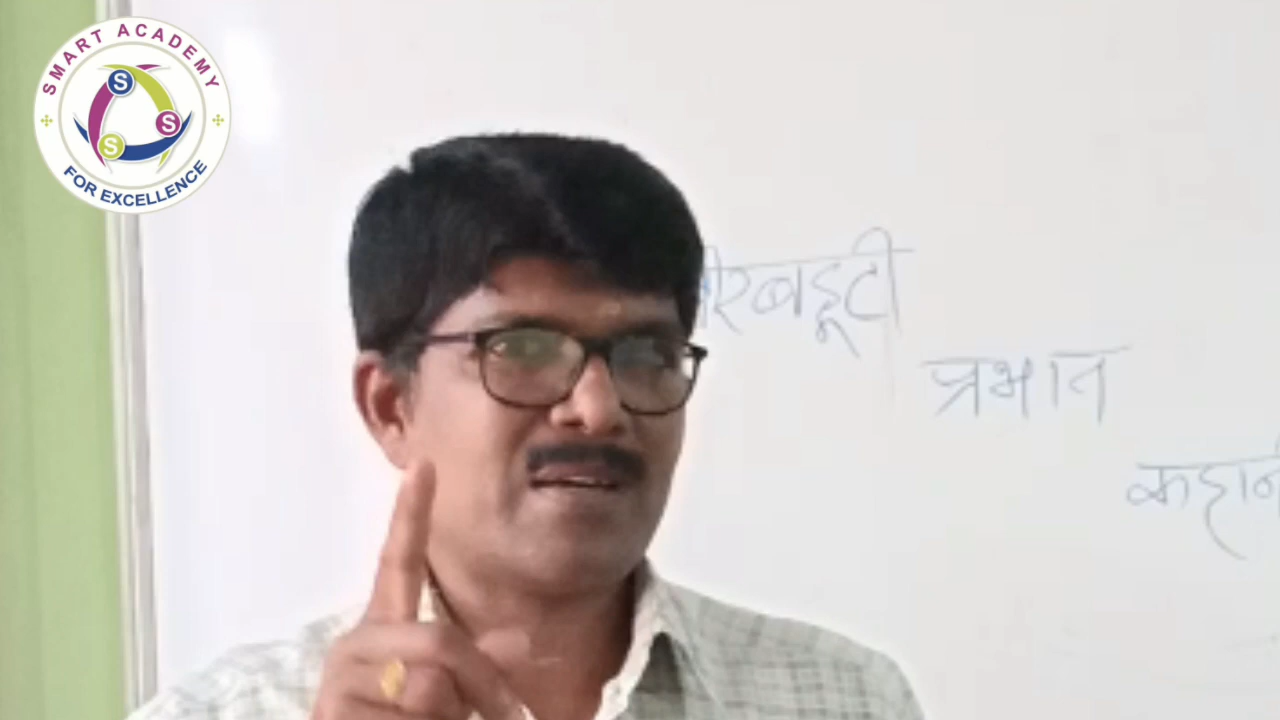 SMART ACADEMY
FOR EXCELLENCE
S
S
S
प्रभात